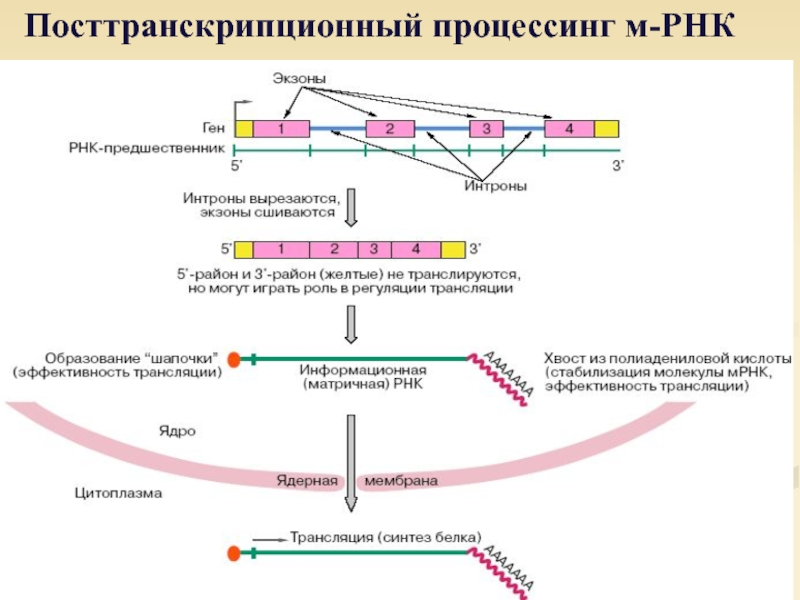 Посттранскрипционный процессинг м-РНК
Экзоны
Ген
1
2
3
4
РНК-предшественник
5'
3'
Интроны
Интроны вырезаются,
экзоны сшиваются
5'
1
2
3
4
3'
5'-район и 3'-район (желтые) не транслируются,
но могут играть роль в регуляции трансляции
Образование “шапочки”
(эффективность трансляции)
Информационная
(матричная) РНК
ААААААА
Хвост из полиадениловой кислоты
(стабилизация молекулы мРНК,
эффективность трансляции)
Ядро
Ядерная
мембрана
Цитоплазма
Трансляция (синтез белка)
ААААААА